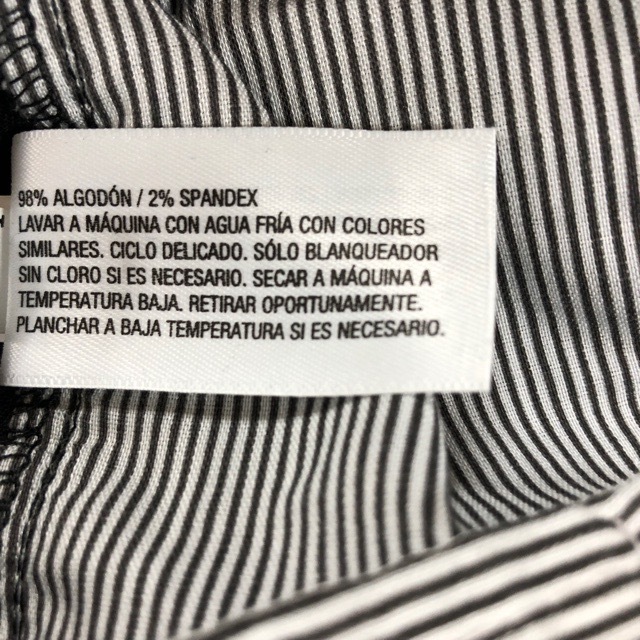 98% ALGODÓN / 2% SPANDEX
LAVAR A MÁQUINA CON AGUA FRÍA CON COLORES
SIMILARES. CICLO DELICADO. SÓLO BLANQUEADOR
SIN CLORO SI ES NECESARIO. SECAR A MÁQUINA A
TEMPERATURA BAJA. RETIRAR OPORTUNAMENTE.
PLANCHAR A BAJA TEMPERATURA SI ES NECESARIO.